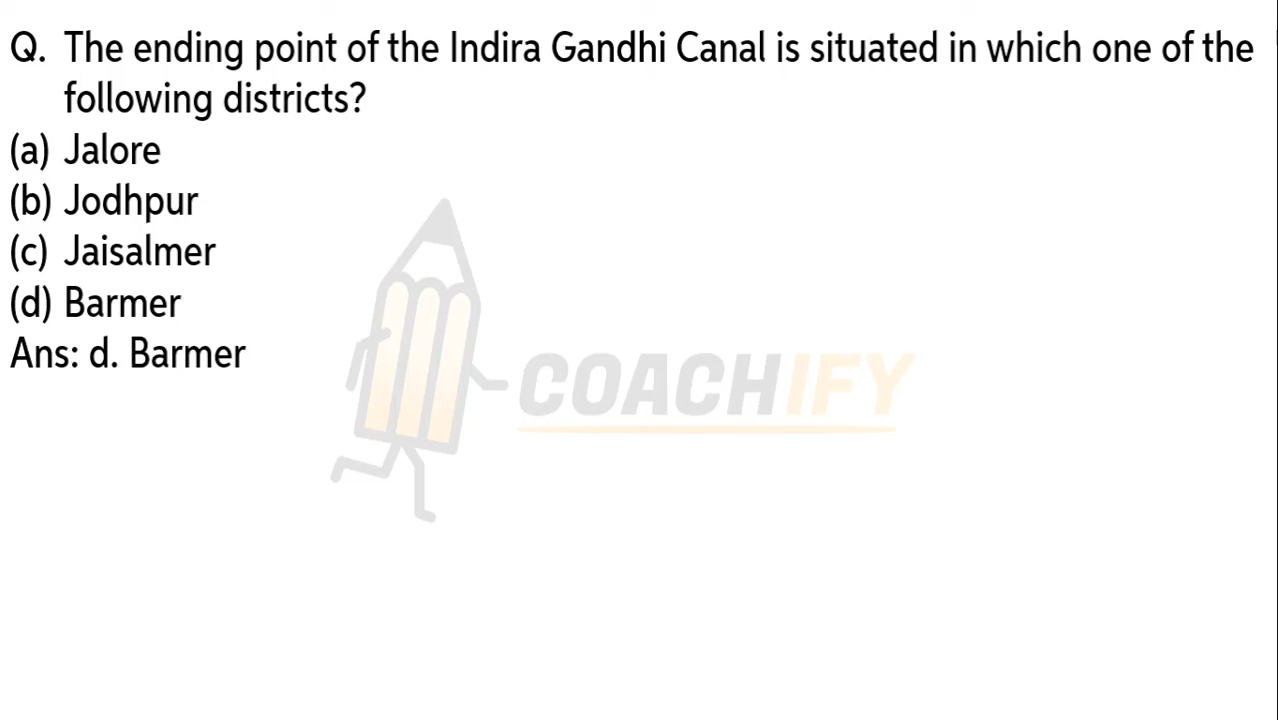 Q. The ending point of the Indira Gandhi Canal is situated in which one of the
following districts?
(a) Jalore
(b) Jodhpur
(c) Jaisalmer
(d) Barmer
Ans: d. Barmer
COACHIFY